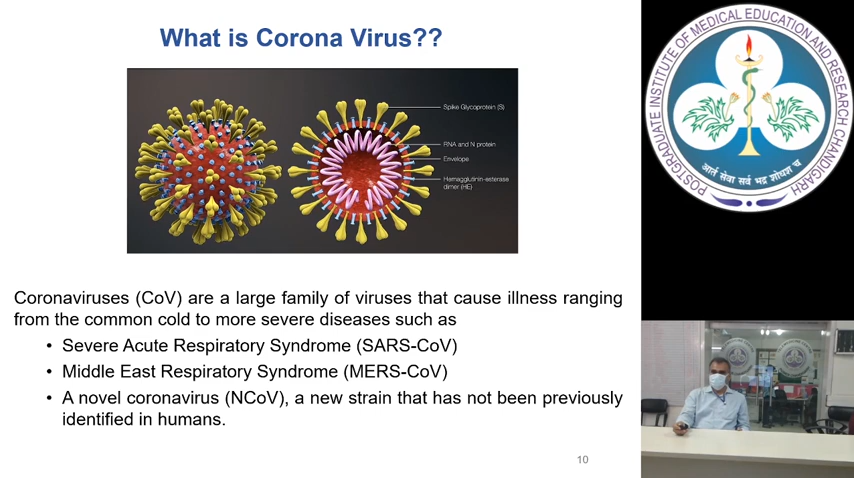 What is Corona Virus??
Spike Glycoprotein (S)
RNA and N protein
Envelope
Hemagglutinin-esterase
dimer (HE)
Coronaviruses (CoV) are a large family of viruses that cause illness ranging
from the common cold to more severe diseases such as
• Severe Acute Respiratory Syndrome (SARS-CoV)
• Middle East Respiratory Syndrome (MERS-CoV)
• A novel coronavirus (NCoV), a new strain that has not been previously
identified in humans.
10
POSTGRADUATE INSTITUTE OF MEDICAL EDUCATION AND RESEARCH CHANDIGARH
आर्त सेवा सर्व भद्र शोधश्च च